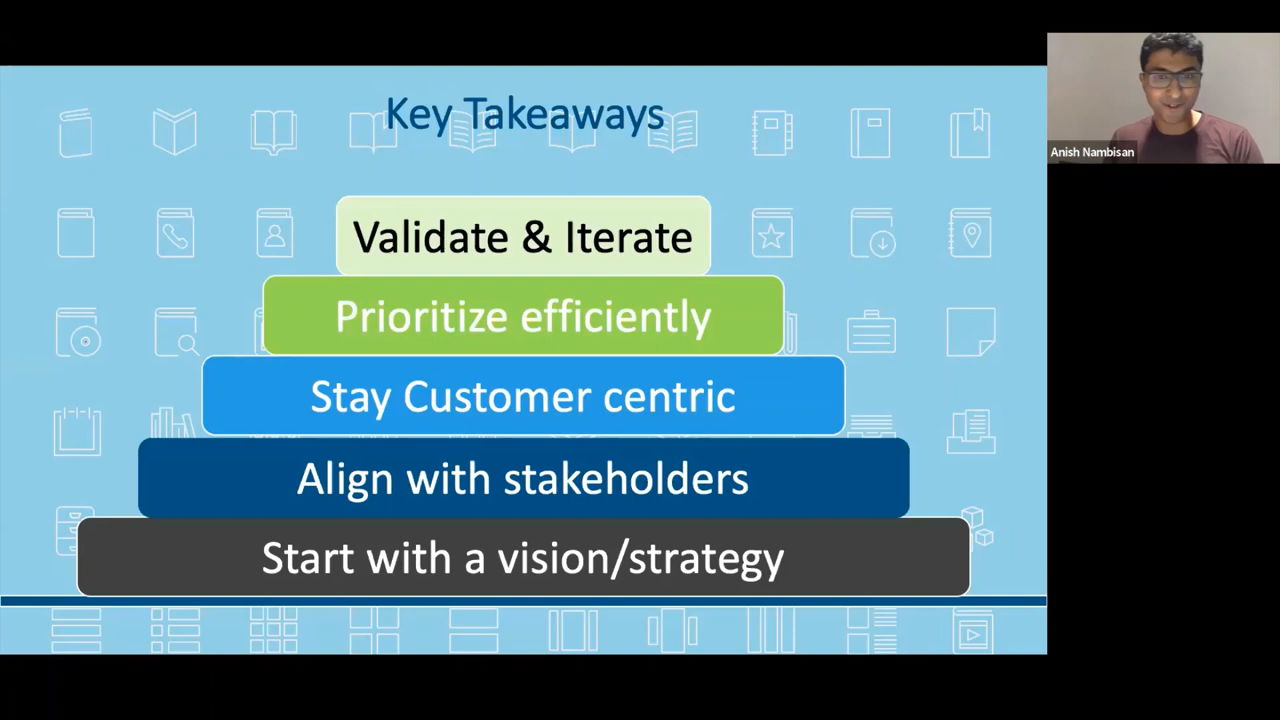 Key Takeaways
Anish Nambisan
Validate & Iterate
Prioritize efficiently
Stay Customer centric
Align with stakeholders
Start with a vision/strategy